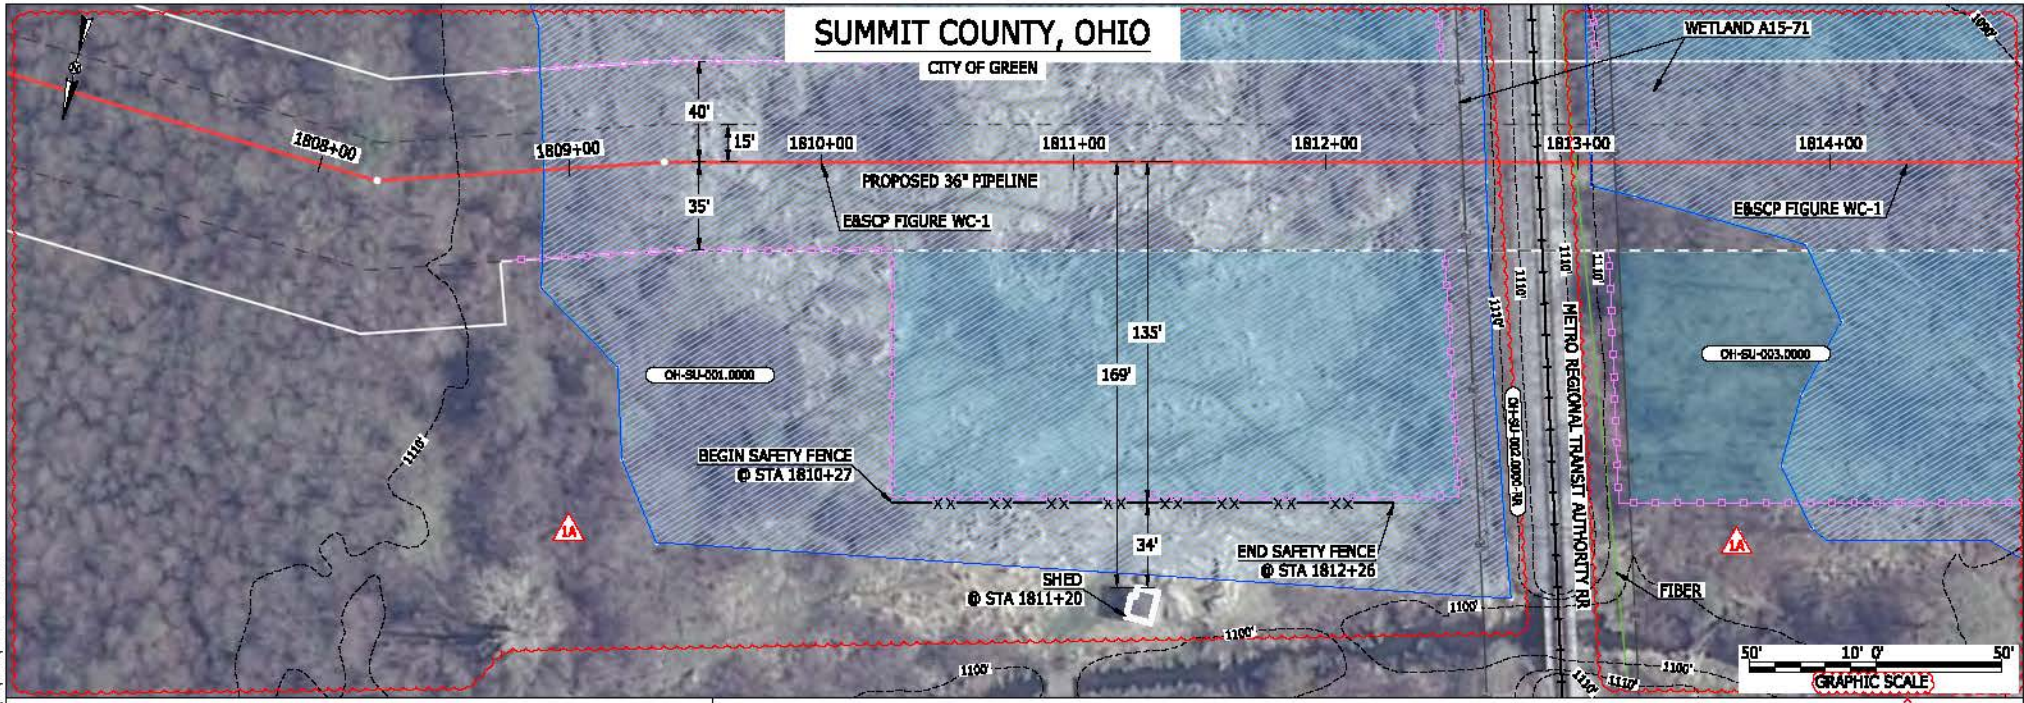 SUMMIT COUNTY, OHIO
CITY OF GREEN
WETLAND A15-71
1090'
40'
15'
1808+00
1809+00
1810+00
1811+00
1812+00
1813+00
1814+00
PROPOSED 36" PIPELINE
35'
E&SCP FIGURE WC-1
E&SCP FIGURE WC-1
1110'
1110'
1110'
1110'
135'
169'
METRO REGIONAL TRANSIT AUTHORITY RR
OH-SU-001.0000
OH-SU-002.0000-RR
OH-SU-003.0000
1110'
BEGIN SAFETY FENCE
@ STA 1810+27
1A
34'
END SAFETY FENCE
@ STA 1812+26
1A
SHED
@ STA 1811+20
FIBER
1100'
1100'
1100'
1100'
1110'
1110'
50' 10' 0' 50'
GRAPHIC SCALE